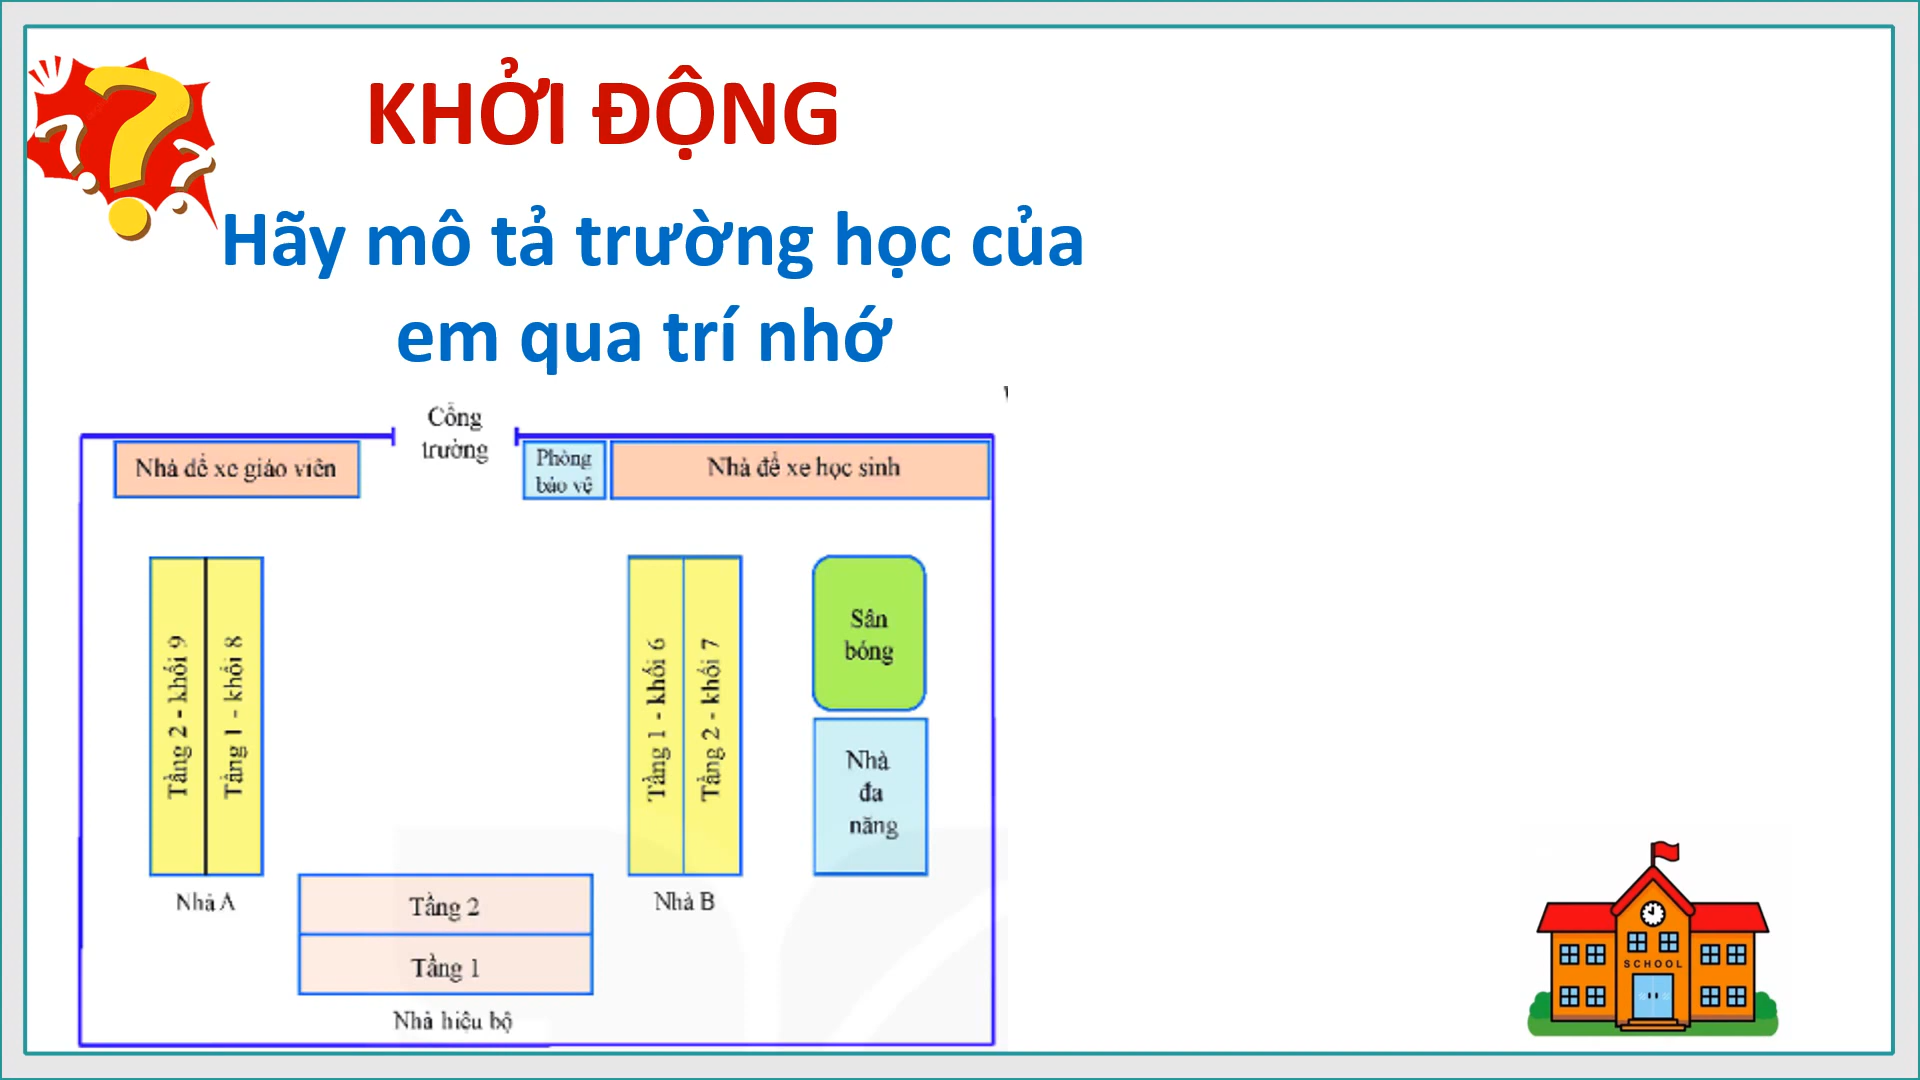 KHỞI ĐỘNG
Hãy mô tả trường học của
em qua trí nhớ
Cổng
trường
Nhà để xe giáo viên
Phòng
bảo vệ
Nhà để xe học sinh
Tầng 2 - khối 9
Tầng 1 - khối 8
Tầng 1 - khối 6
Tầng 2 - khối 7
Sân
bóng
Nhà
đa
năng
Nhà A
Nhà B
Tầng 2
Tầng 1
Nhà hiệu bộ
SCHOOL